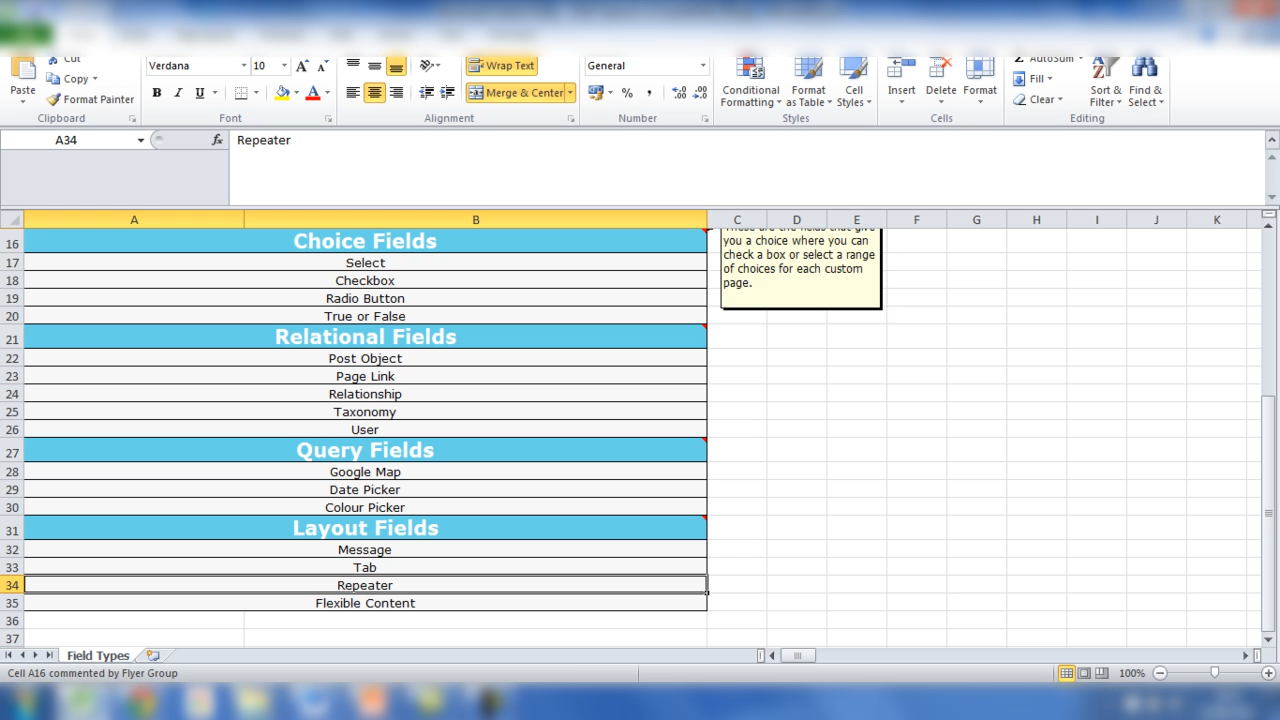 Cut
Copy
Format Painter
Paste
Clipboard
Verdana
10
B I U
Font
Wrap Text
Merge & Center
Alignment
General
%
Number
Conditional Formatting
Format as Table
Cell Styles
Styles
Insert
Delete
Format
Cells
AutoSum
Fill
Clear
Sort & Filter
Find & Select
Editing
A34
fx
Repeater
A B C D E F G H I J K
16 Choice Fields
17 Select
18 Checkbox
19 Radio Button
20 True or False
21 Relational Fields
22 Post Object
23 Page Link
24 Relationship
25 Taxonomy
26 User
27 Query Fields
28 Google Map
29 Date Picker
30 Colour Picker
31 Layout Fields
32 Message
33 Tab
34 Repeater
35 Flexible Content
36
37
These are the fields that give
you a choice where you can
check a box or select a range
of choices for each custom
page.
Field Types
Cell A16 commented by Flyer Group
100%